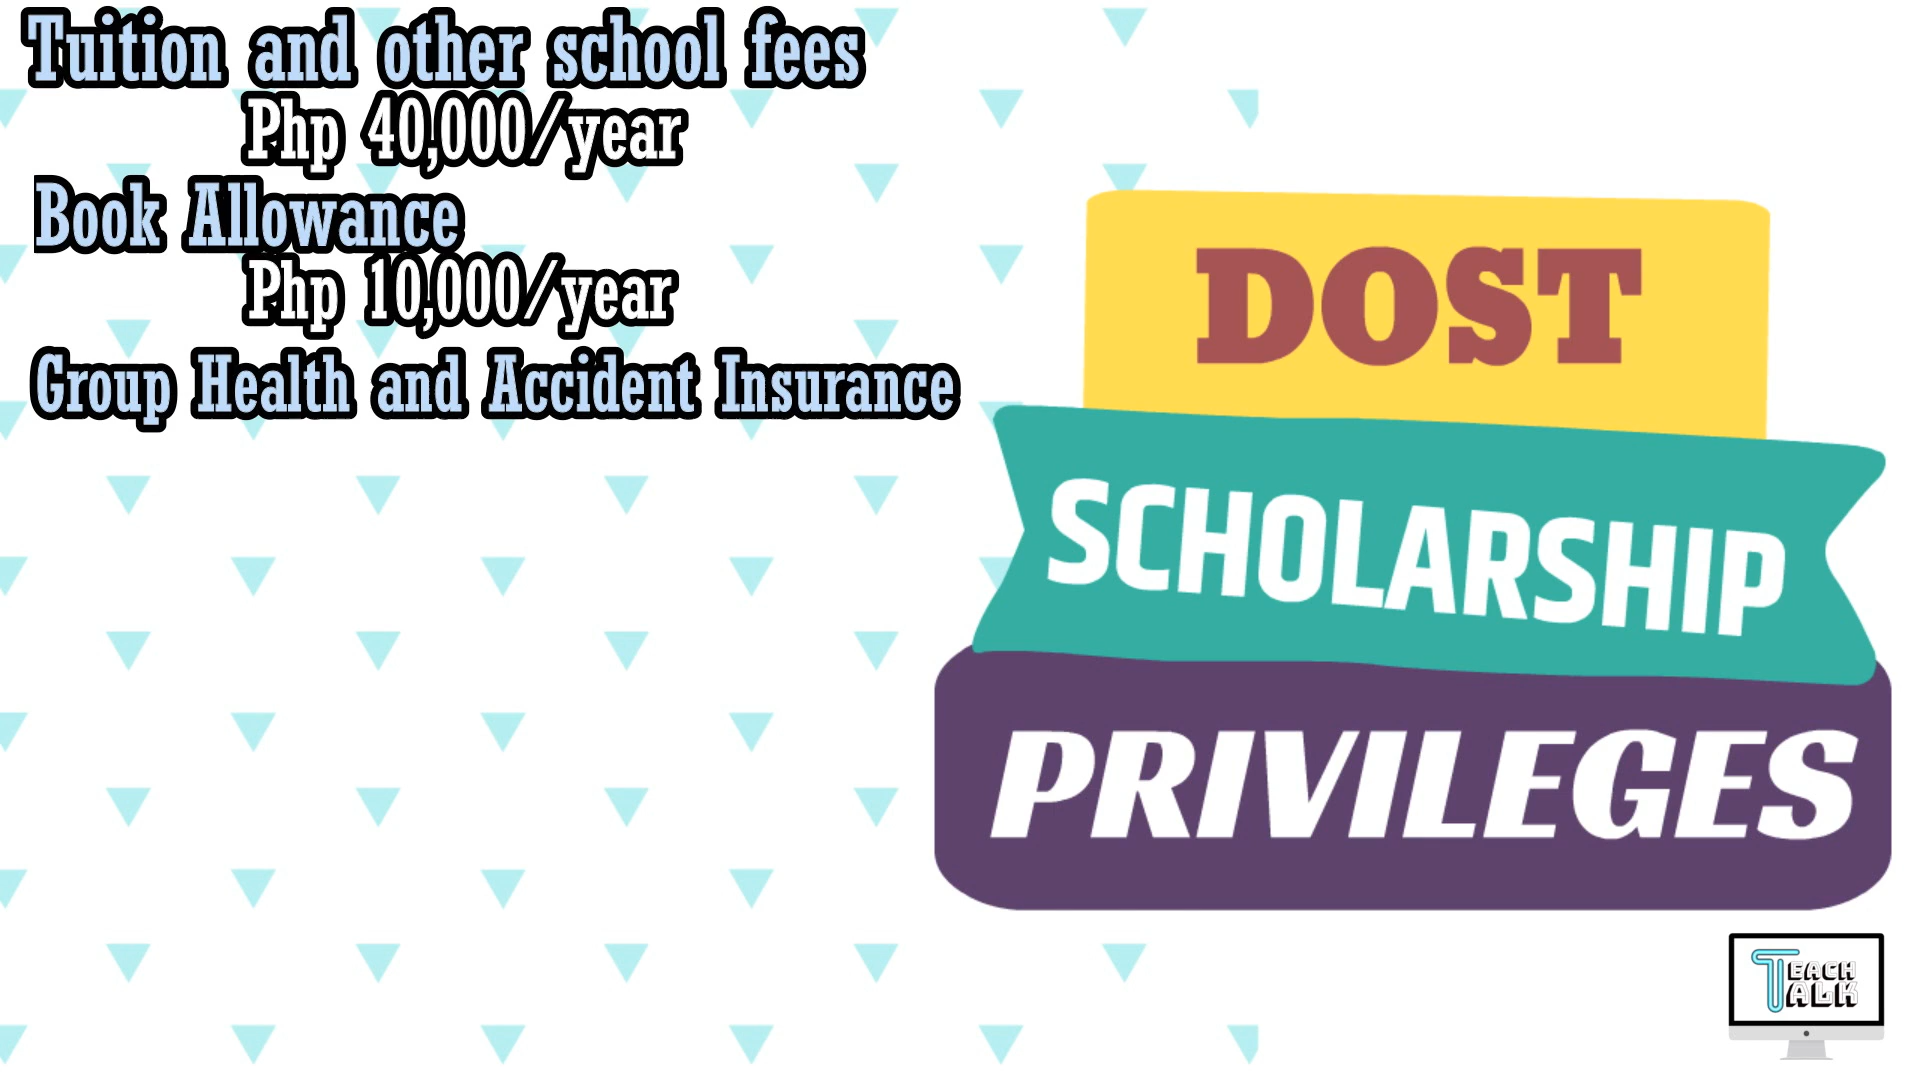 Tuition and other school fees
Php 40,000/year
Book Allowance
Php 10,000/year
Group Health and Accident Insurance
DOST
SCHOLARSHIP
PRIVILEGES
TEACH
TALK